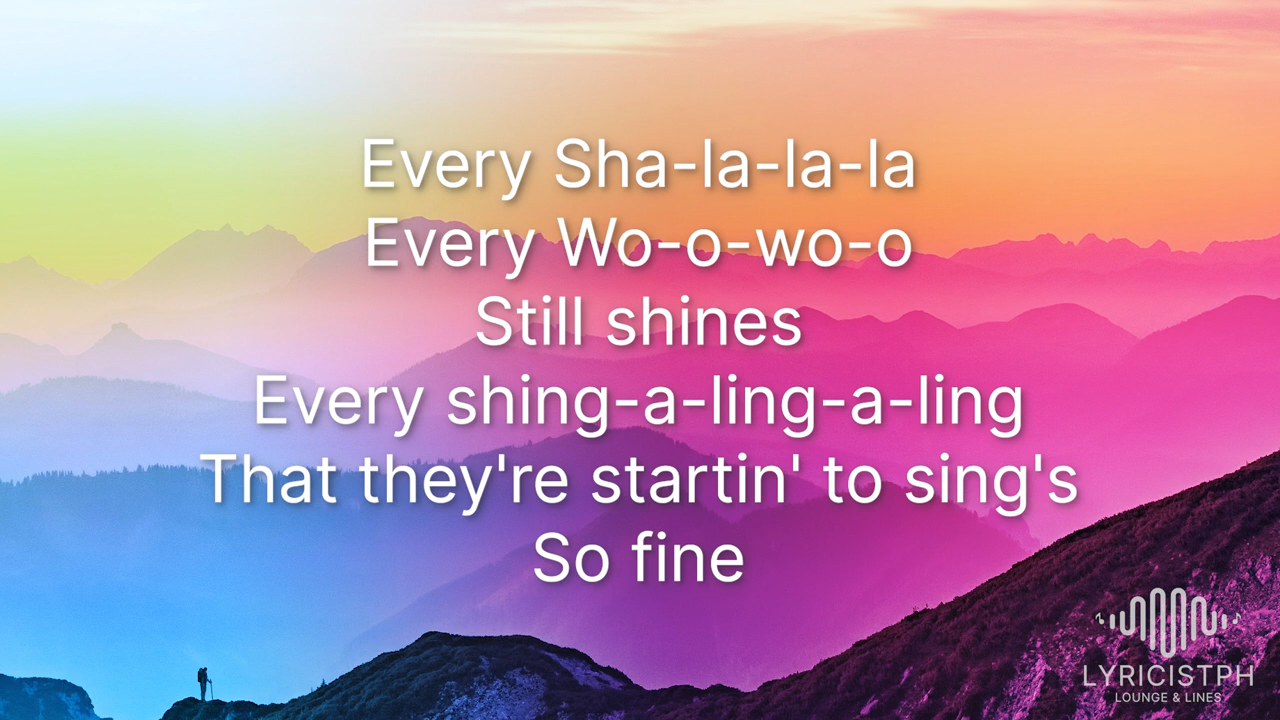 Every Sha-la-la-la
Every Wo-o-wo-o
Still shines
Every shing-a-ling-a-ling
That they're startin' to sing's
So fine
LYRICISTPH
LOUNGE & LINES